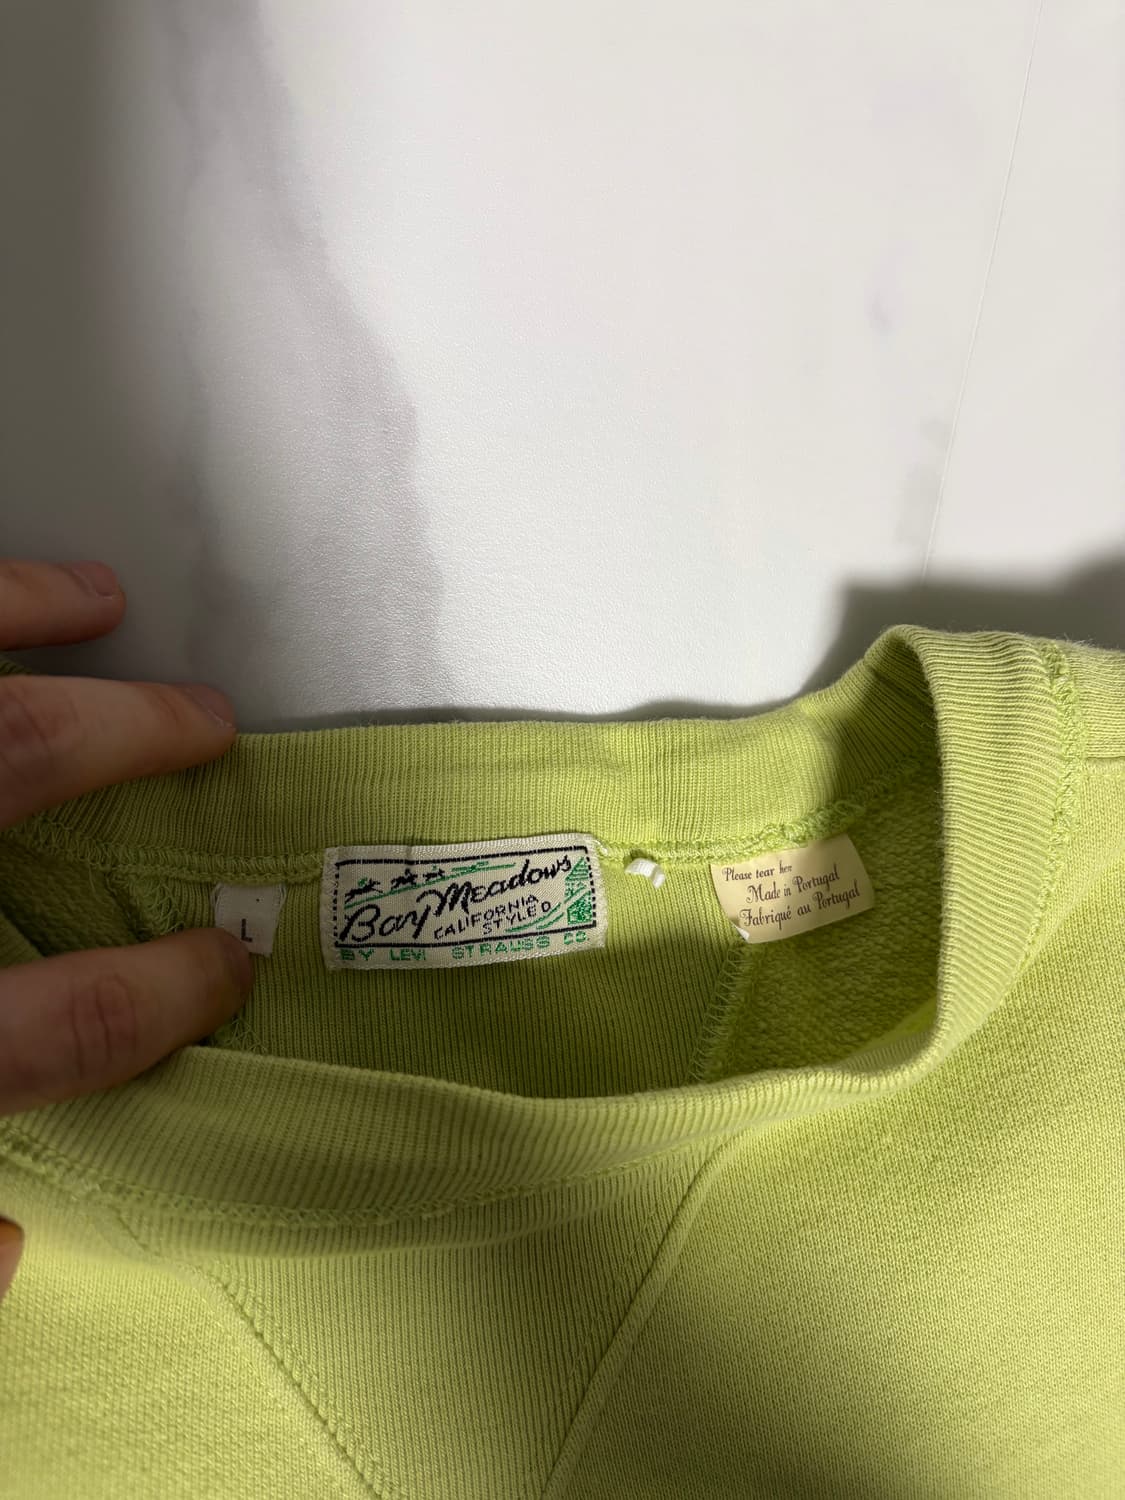 L
Bay Meadows
CALIFORNIA
STYLED
BY LEVI STRAUSS CO.
Please tear here
Made in Portugal
Fabriqué au Portugal